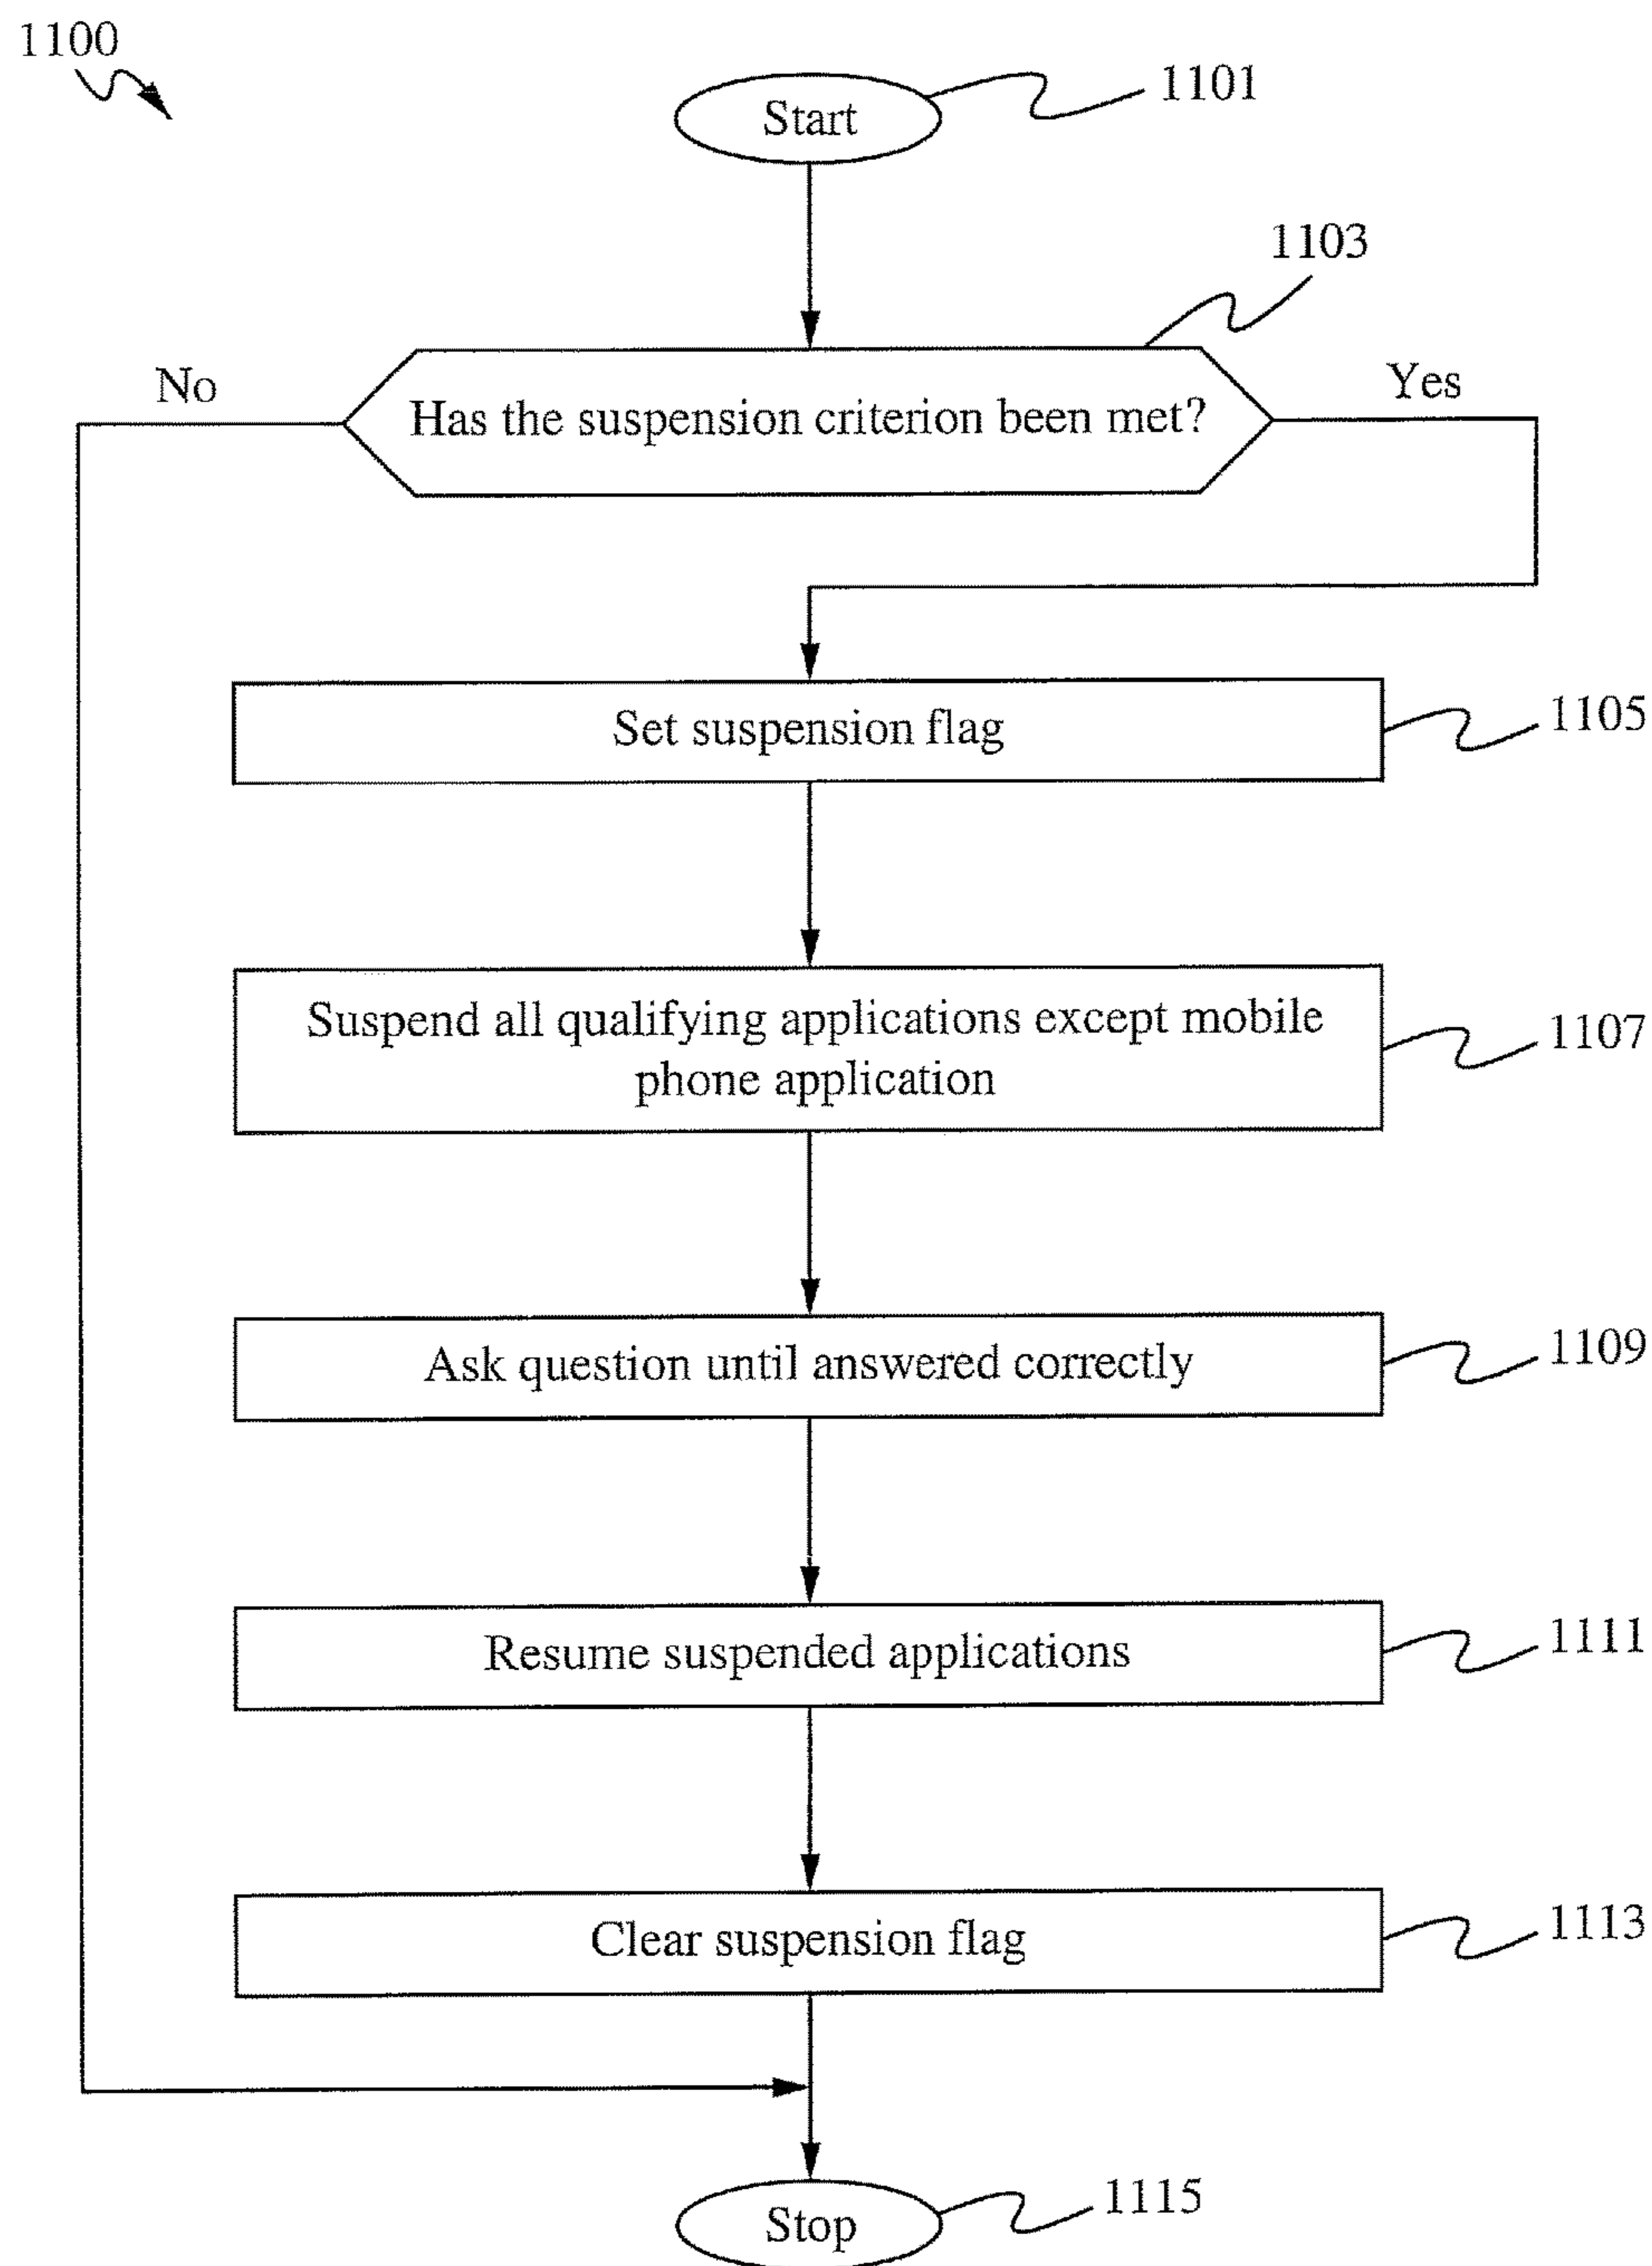 1100
Start
1101
1103
No
Has the suspension criterion been met?
Yes
Set suspension flag
1105
Suspend all qualifying applications except mobile
phone application
1107
Ask question until answered correctly
1109
Resume suspended applications
1111
Clear suspension flag
1113
Stop
1115